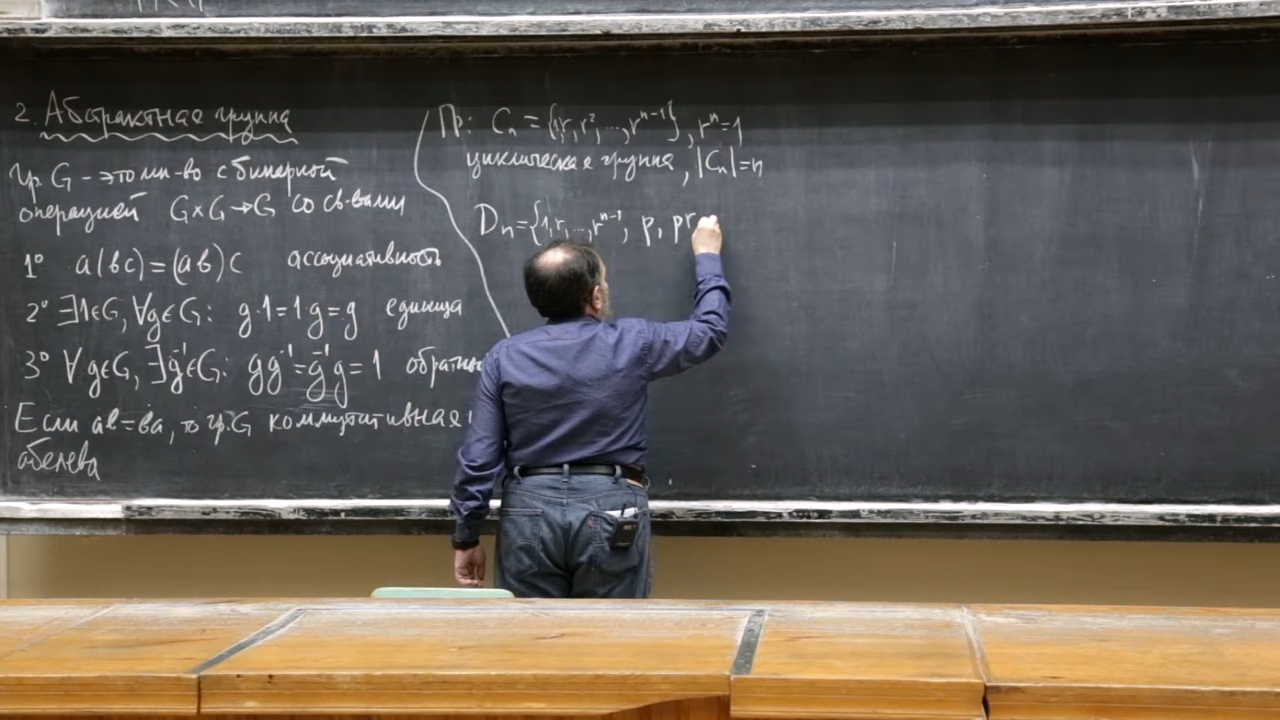 2. Абстрактная группа
Гр. G - это мн-во с бинарной
операцией G×G→G со св-вами
1° a(bc)=(ab)c ассоциативность
2° ∃1∈G, ∀g∈G: g·1=1·g=g единица
3° ∀g∈G, ∃g⁻¹∈G: gg⁻¹=g⁻¹g=1
Если ab=ba, то гр. G коммутативная
абелева
Пр: Cₙ = {1,r,r²,...,rⁿ⁻¹}, rⁿ=1
циклическая группа, |Cₙ|=n
Dₙ={1,r,...,rⁿ⁻¹, p, pr